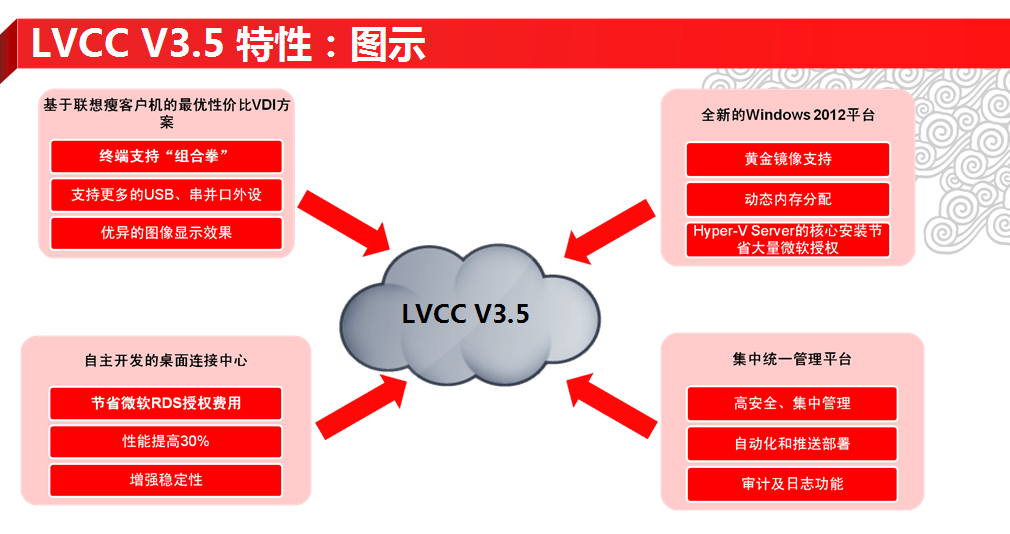 LVCC V3.5 特性：图示
基于联想瘦客户机的最优性价比VDI方
案
终端支持“组合拳”
支持更多的USB、串并口外设
优异的图像显示效果
全新的Windows 2012平台
黄金镜像支持
动态内存分配
Hyper-V Server的核心安装节
省大量微软授权
LVCC V3.5
自主开发的桌面连接中心
节省微软RDS授权费用
性能提高30%
增强稳定性
集中统一管理平台
高安全、集中管理
自动化和推送部署
审计及日志功能